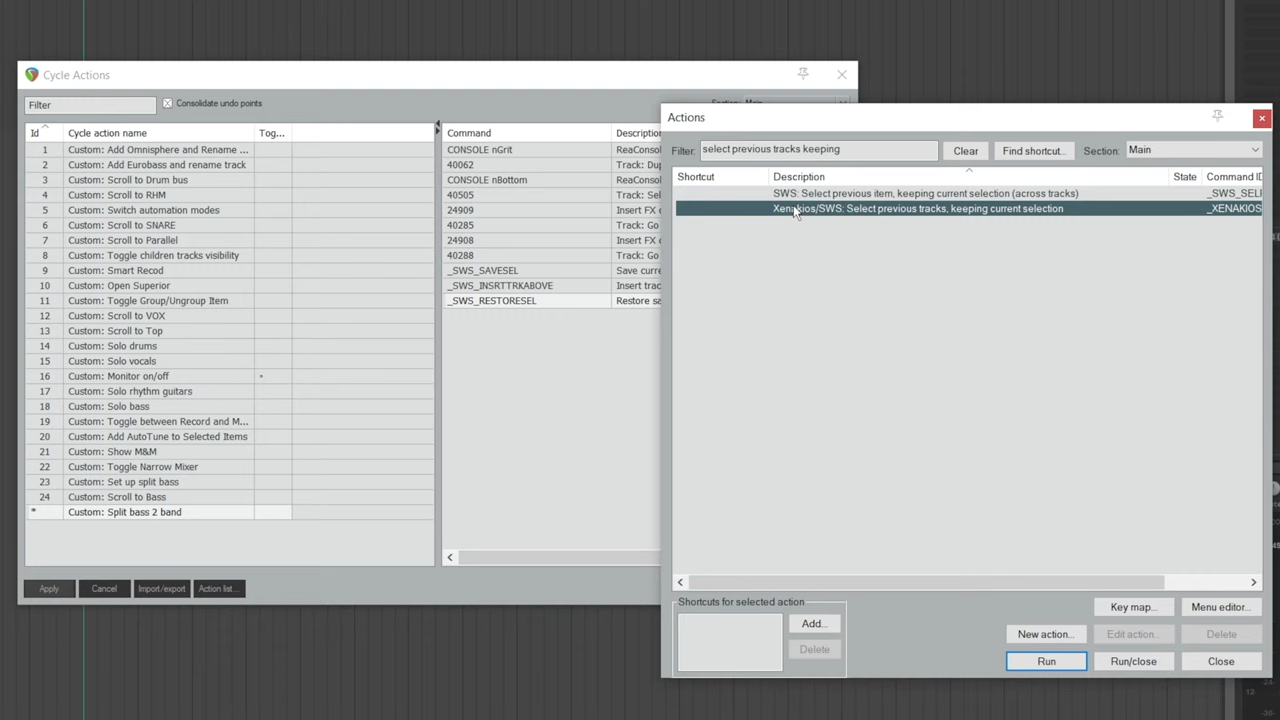 Cycle Actions
Filter
Consolidate undo points
Id Cycle action name Tog...
1 Custom: Add Omnisphere and Rename ...
2 Custom: Add Eurobass and rename track
3 Custom: Scroll to Drum bus
4 Custom: Scroll to RHM
5 Custom: Switch automation modes
6 Custom: Scroll to SNARE
7 Custom: Scroll to Parallel
8 Custom: Toggle children tracks visibility
9 Custom: Smart Recod
10 Custom: Open Superior
11 Custom: Toggle Group/Ungroup Item
12 Custom: Scroll to VOX
13 Custom: Scroll to Top
14 Custom: Solo drums
15 Custom: Solo vocals
16 Custom: Monitor on/off
17 Custom: Solo rhythm guitars
18 Custom: Solo bass
19 Custom: Toggle between Record and M...
20 Custom: Add AutoTune to Selected Items
21 Custom: Show M&M
22 Custom: Toggle Narrow Mixer
23 Custom: Set up split bass
24 Custom: Scroll to Bass
* Custom: Split bass 2 band
Apply Cancel Import/export Action list...
Command Description
CONSOLE nGrit ReaConsol
40062 Track: Dup
CONSOLE nBottom ReaConsol
40505 Track: Sel
24909 Insert FX c
40285 Track: Go
24908 Insert FX c
40288 Track: Go
_SWS_SAVESEL Save curre
_SWS_INSRTTRKABOVE Insert trac
_SWS_RESTORESEL Restore sa
Actions
Filter: select previous tracks keeping Clear Find shortcut... Section: Main
Shortcut Description State Command ID
SWS: Select previous item, keeping current selection (across tracks) _SWS_SELF
Xenakios/SWS: Select previous tracks, keeping current selection _XENAKIOS
Shortcuts for selected action
Add...
Delete
Key map... Menu editor...
New action... Edit action... Delete
Run Run/close Close